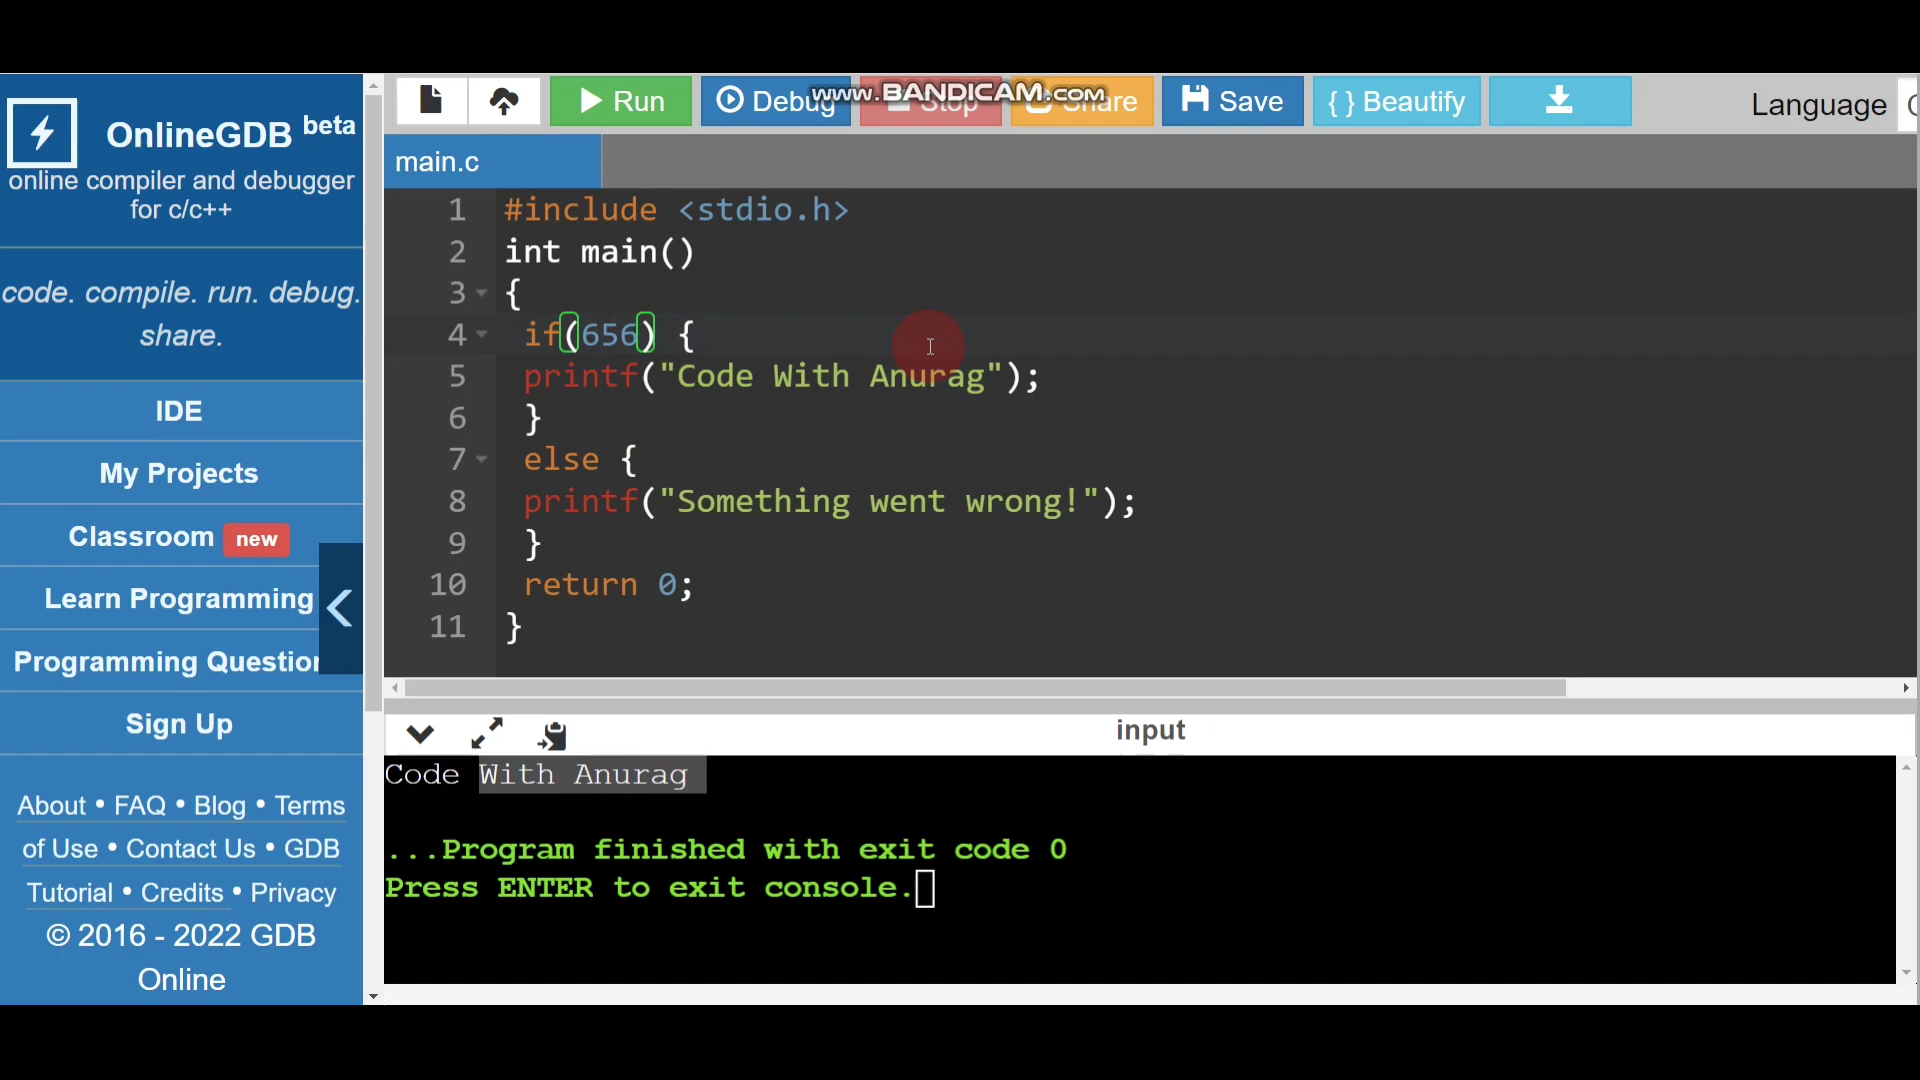 OnlineGDB beta
online compiler and debugger
for c/c++
code. compile. run. debug.
share.
IDE
My Projects
Classroom new
Learn Programming
Programming Question
Sign Up
About • FAQ • Blog • Terms
of Use • Contact Us • GDB
Tutorial • Credits • Privacy
© 2016 - 2022 GDB
Online
Run Debug Stop Share Save { } Beautify Language
www.BANDICAM.com
main.c
1 #include <stdio.h>
2 int main()
3 {
4 if(656) {
5 printf("Code With Anurag");
6 }
7 else {
8 printf("Something went wrong!");
9 }
10 return 0;
11 }
input
Code With Anurag
...Program finished with exit code 0
Press ENTER to exit console.